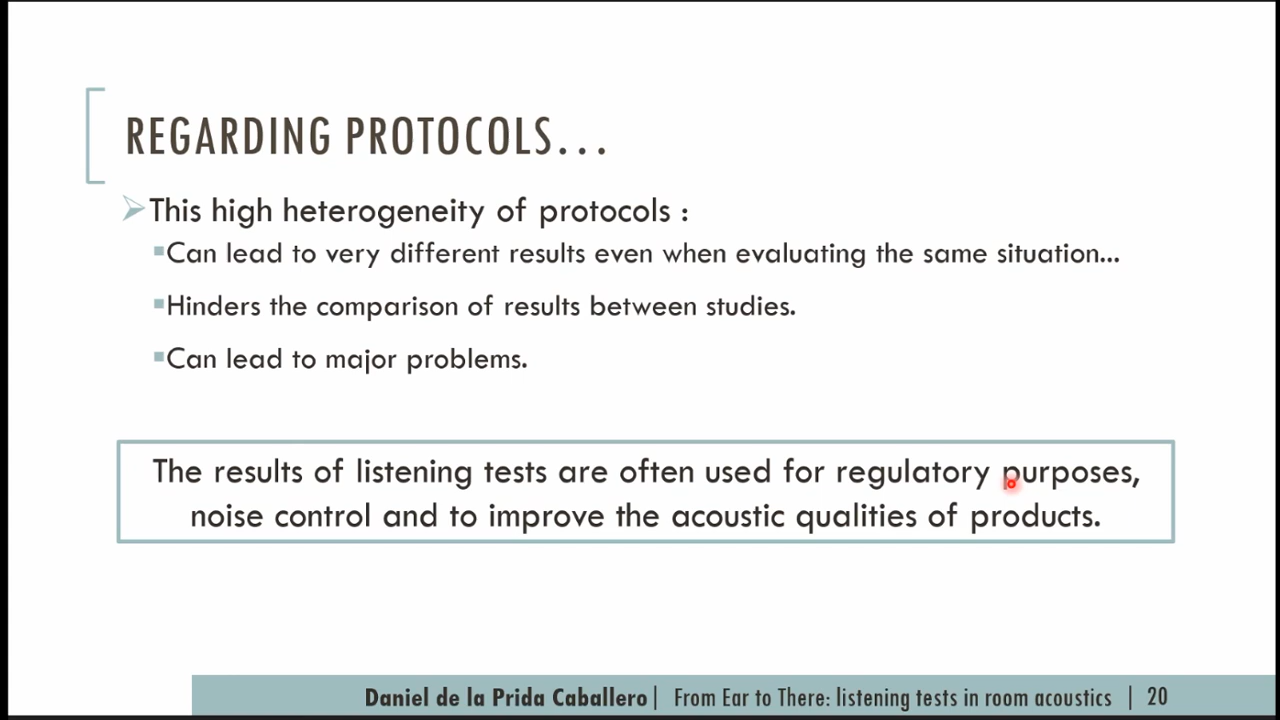 REGARDING PROTOCOLS...
This high heterogeneity of protocols :
Can lead to very different results even when evaluating the same situation...
Hinders the comparison of results between studies.
Can lead to major problems.
The results of listening tests are often used for regulatory purposes,
noise control and to improve the acoustic qualities of products.
Daniel de la Prida Caballero | From Ear to There: listening tests in room acoustics | 20